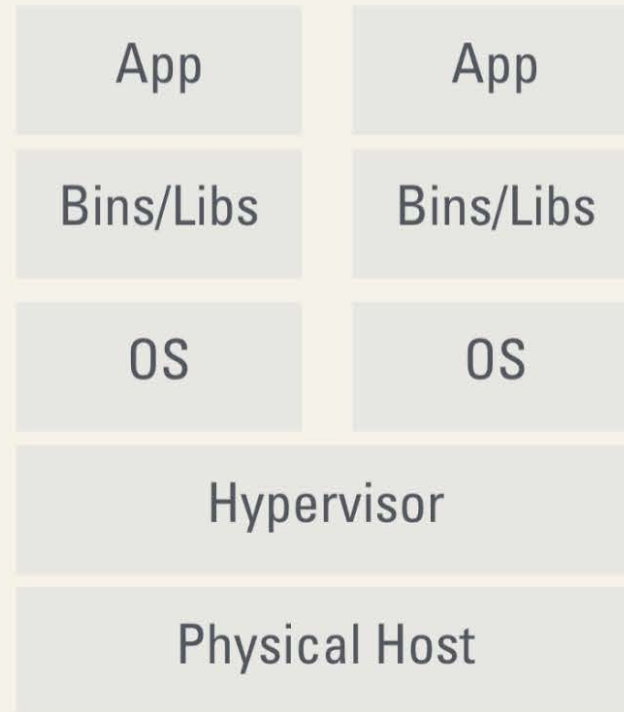 App App
Bins/Libs Bins/Libs
OS OS
Hypervisor
Physical Host